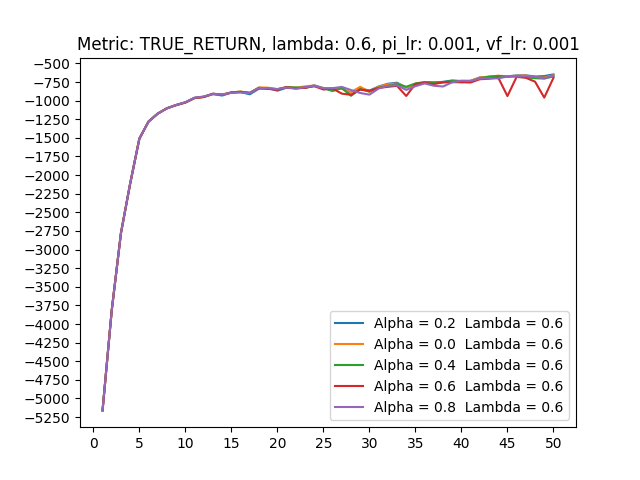 Metric: TRUE_RETURN, lambda: 0.6, pi_lr: 0.001, vf_lr: 0.001
−500
−750
−1000
−1250
−1500
−1750
−2000
−2250
−2500
−2750
−3000
−3250
−3500
−3750
−4000
−4250
−4500
−4750
−5000
−5250
Alpha = 0.2  Lambda = 0.6
Alpha = 0.0  Lambda = 0.6
Alpha = 0.4  Lambda = 0.6
Alpha = 0.6  Lambda = 0.6
Alpha = 0.8  Lambda = 0.6
0 5 10 15 20 25 30 35 40 45 50